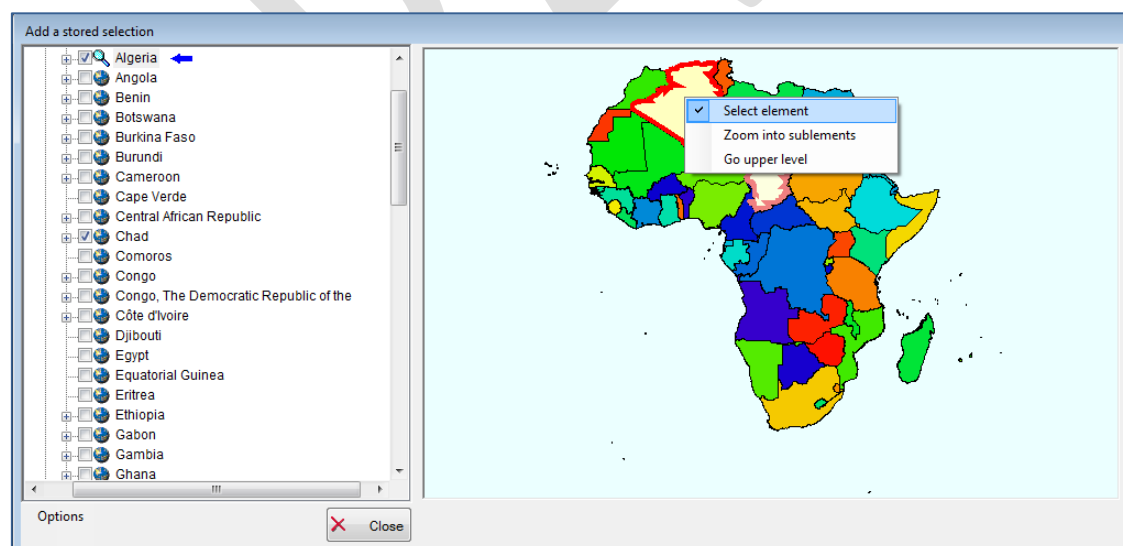 Add a stored selection
Algeria
Angola
Benin
Botswana
Burkina Faso
Burundi
Cameroon
Cape Verde
Central African Republic
Chad
Comoros
Congo
Congo, The Democratic Republic of the
Côte d'Ivoire
Djibouti
Egypt
Equatorial Guinea
Eritrea
Ethiopia
Gabon
Gambia
Ghana
Select element
Zoom into sublements
Go upper level
Options
Close